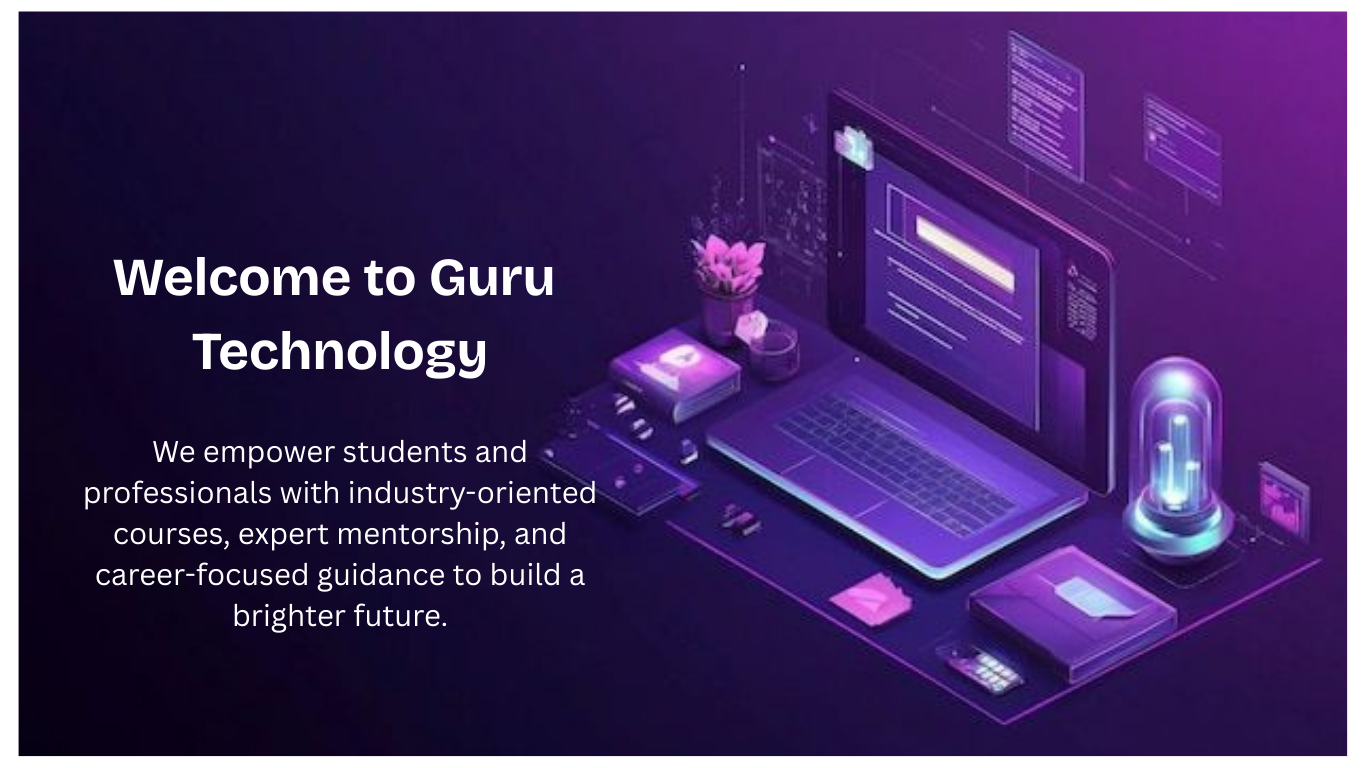 Welcome to Guru
Technology
We empower students and
professionals with industry-oriented
courses, expert mentorship, and
career-focused guidance to build a
brighter future.